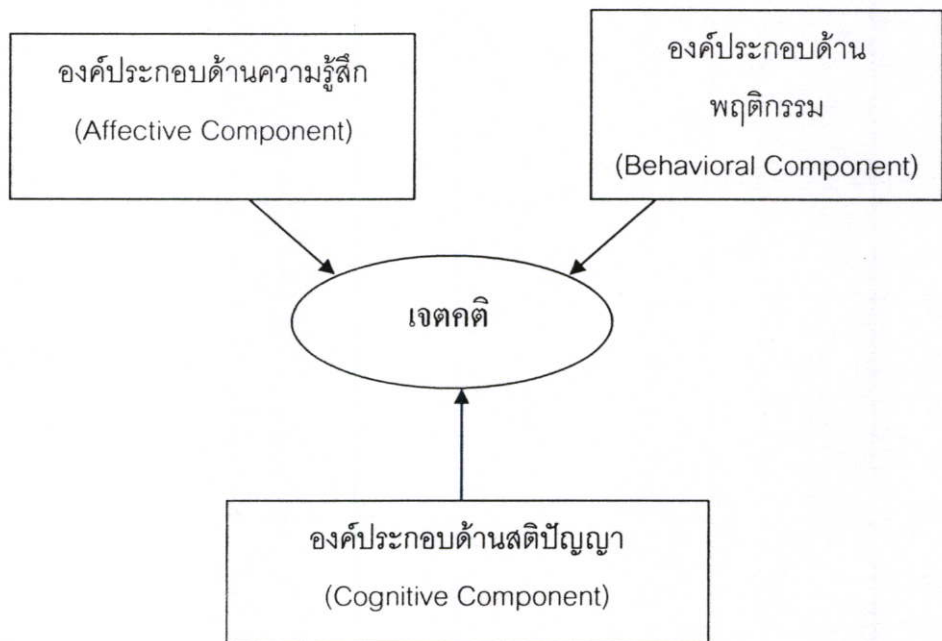 องค์ประกอบด้านความรู้สึก
(Affective Component)
องค์ประกอบด้าน
พฤติกรรม
(Behavioral Component)
เจตคติ
องค์ประกอบด้านสติปัญญา
(Cognitive Component)